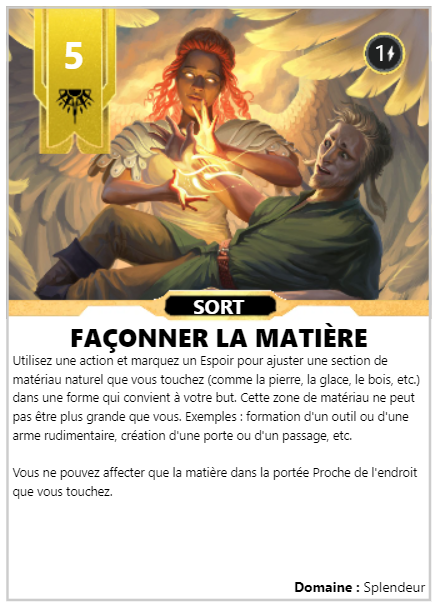 5
1
SORT
FAÇONNER LA MATIÈRE
Utilisez une action et marquez un Espoir pour ajuster une section de
matériau naturel que vous touchez (comme la pierre, la glace, le bois, etc.)
dans une forme qui convient à votre but. Cette zone de matériau ne peut
pas être plus grande que vous. Exemples : formation d'un outil ou d'une
arme rudimentaire, création d'une porte ou d'un passage, etc.
Vous ne pouvez affecter que la matière dans la portée Proche de l'endroit
que vous touchez.
Domaine : Splendeur